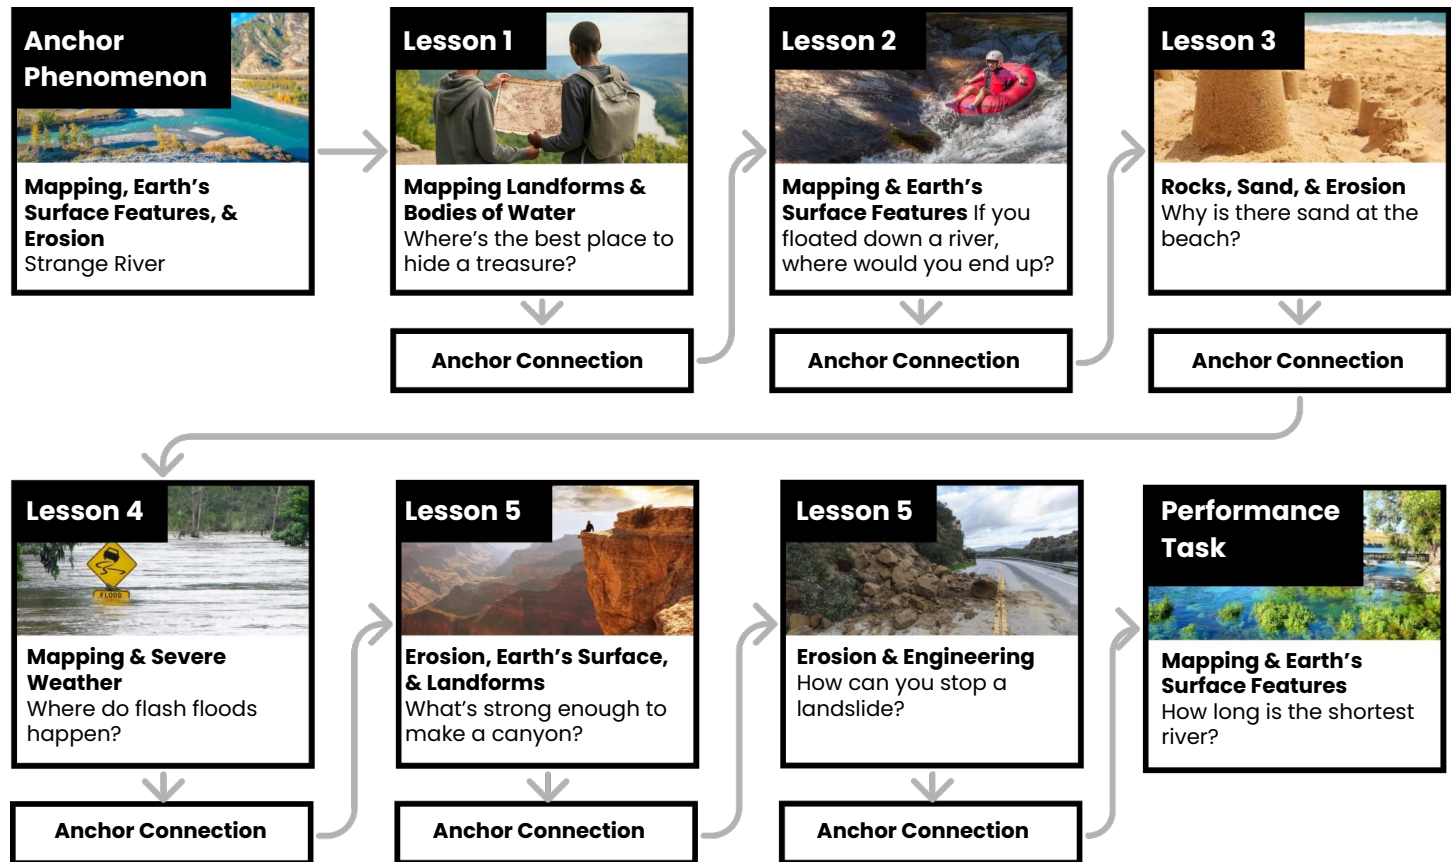 Anchor
Phenomenon
Mapping, Earth's
Surface Features, &
Erosion
Strange River
Lesson 1
Mapping Landforms &
Bodies of Water
Where's the best place to
hide a treasure?
Anchor Connection
Lesson 2
Mapping & Earth's
Surface Features If you
floated down a river,
where would you end up?
Anchor Connection
Lesson 3
Rocks, Sand, & Erosion
Why is there sand at the
beach?
Anchor Connection
Lesson 4
FLOOD
Mapping & Severe
Weather
Where do flash floods
happen?
Anchor Connection
Lesson 5
Erosion, Earth's Surface,
& Landforms
What's strong enough to
make a canyon?
Anchor Connection
Lesson 5
Erosion & Engineering
How can you stop a
landslide?
Anchor Connection
Performance
Task
Mapping & Earth's
Surface Features
How long is the shortest
river?